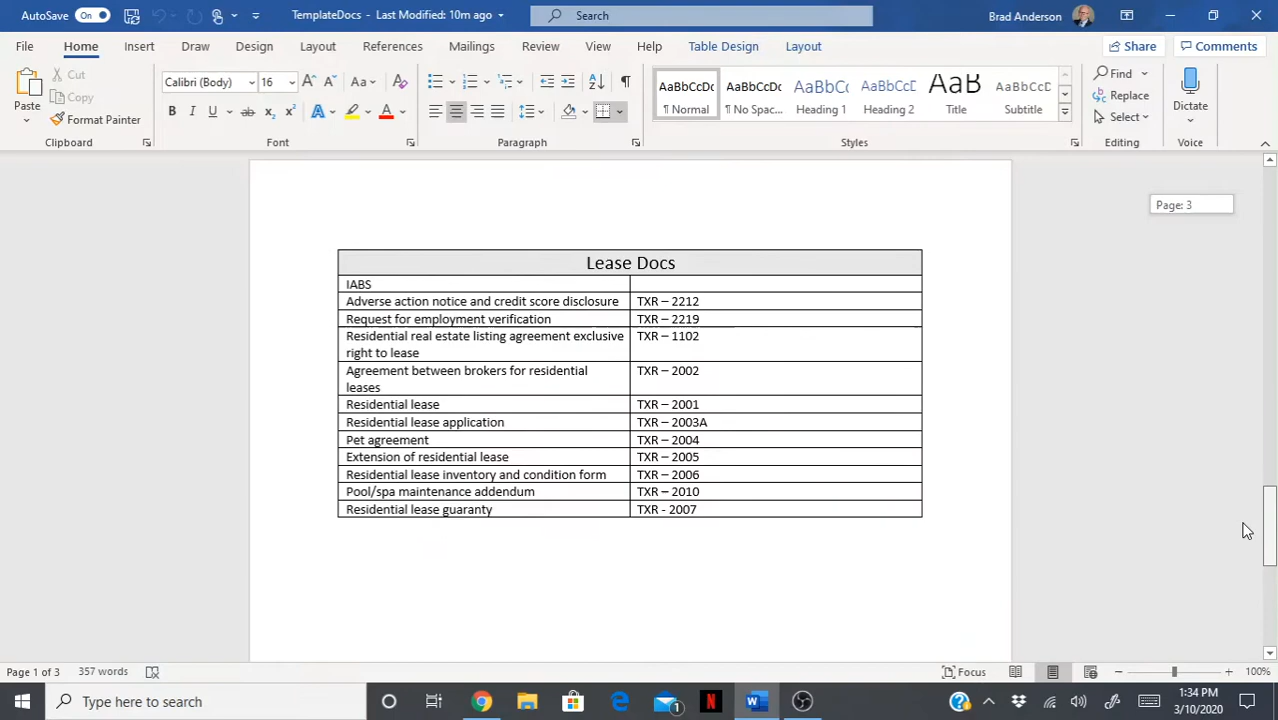 AutoSave On TemplateDocs - Last Modified: 10m ago Search Brad Anderson
File Home Insert Draw Design Layout References Mailings Review View Help Table Design Layout Share Comments
Paste Cut Copy Format Painter
Calibri (Body) 16 Aa
B I U ab x₂ x² A A
AaBbCcDc AaBbCcDc AaBbCc AaBbCcD AaB AaBbCcD
¶ Normal ¶ No Spac... Heading 1 Heading 2 Title Subtitle
Find Replace Select Dictate
Clipboard Font Paragraph Styles Editing Voice
Page: 3
Lease Docs
IABS
Adverse action notice and credit score disclosure TXR – 2212
Request for employment verification TXR – 2219
Residential real estate listing agreement exclusive TXR – 1102
right to lease
Agreement between brokers for residential TXR – 2002
leases
Residential lease TXR – 2001
Residential lease application TXR – 2003A
Pet agreement TXR – 2004
Extension of residential lease TXR – 2005
Residential lease inventory and condition form TXR – 2006
Pool/spa maintenance addendum TXR – 2010
Residential lease guaranty TXR - 2007
Page 1 of 3 357 words Focus 100%
Type here to search 1:34 PM
3/10/2020